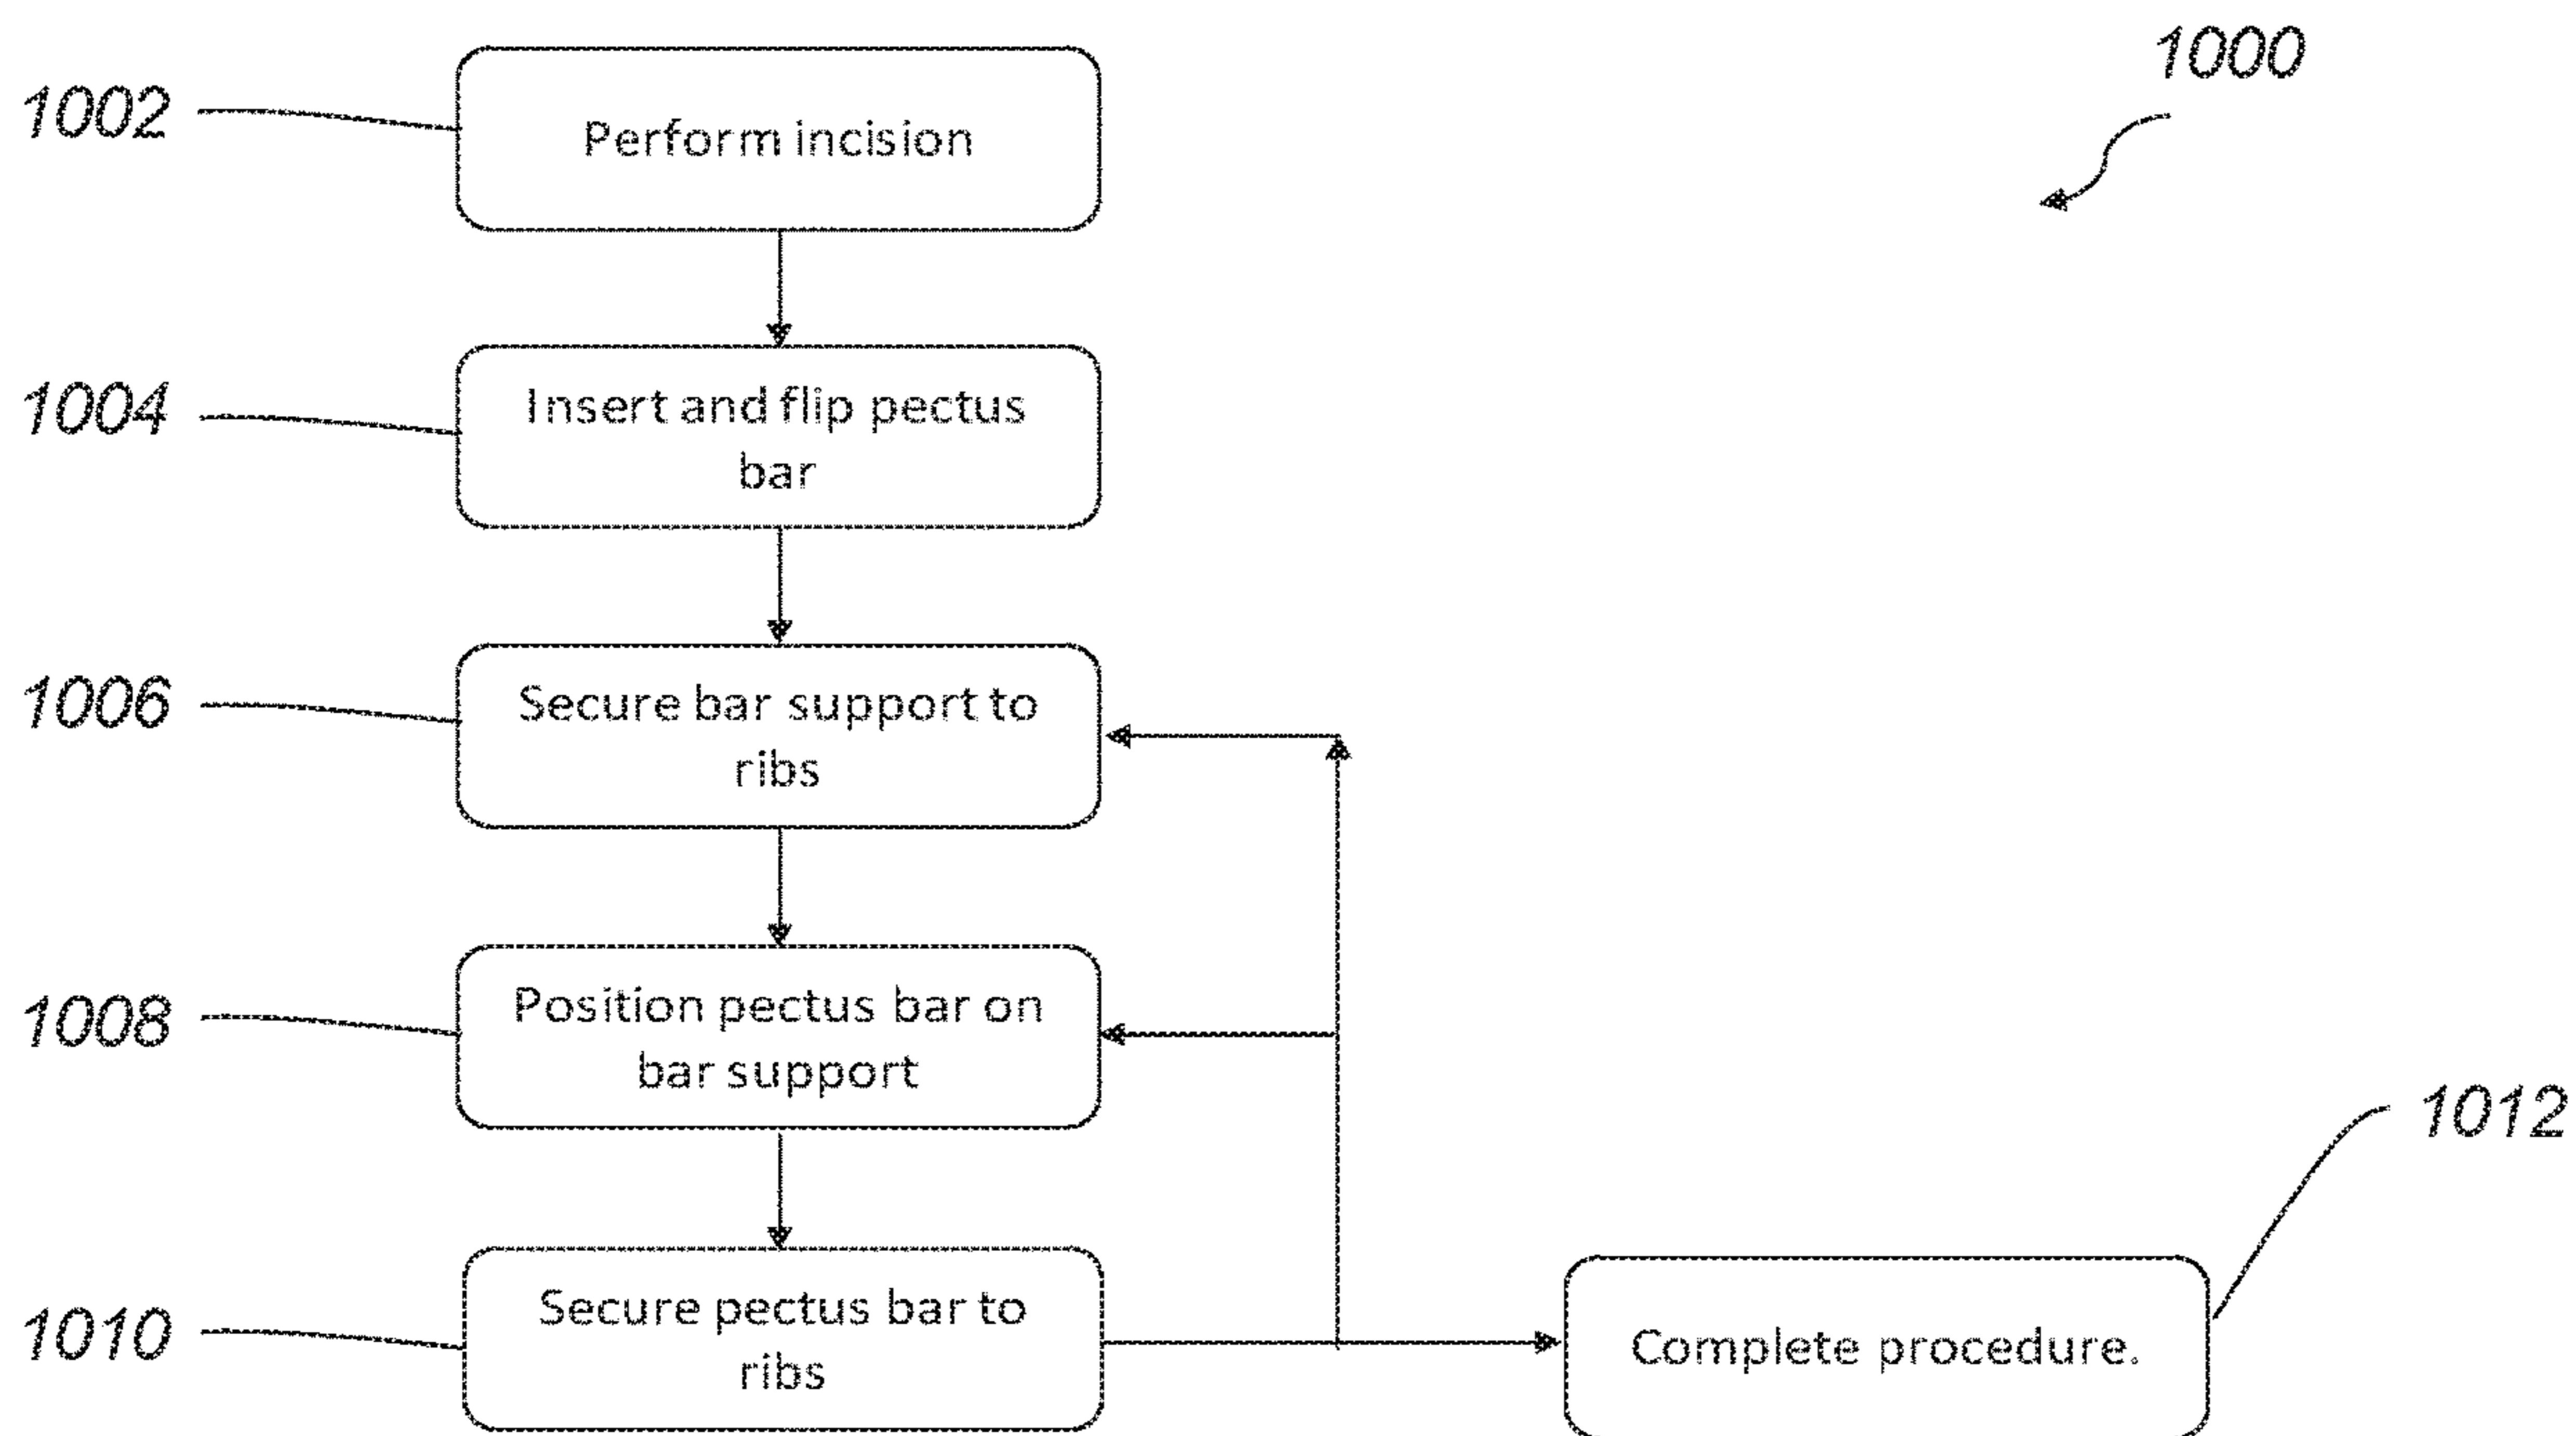 1000
1002
Perform incision
1004
Insert and flip pectus
bar
1006
Secure bar support to
ribs
1008
Position pectus bar on
bar support
1010
Secure pectus bar to
ribs
1012
Complete procedure.